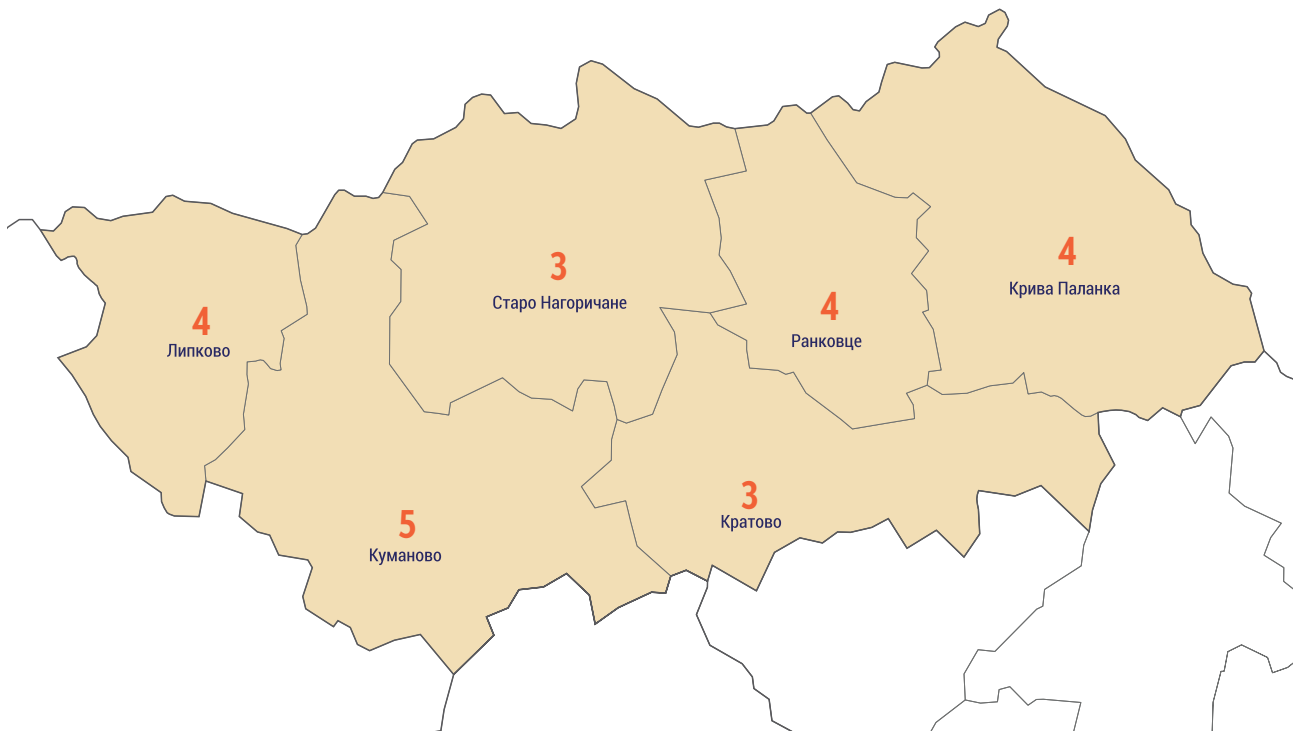 4
Крива Паланка
3
Старо Нагоричане
4
Ранковце
4
Липково
3
Кратово
5
Куманово